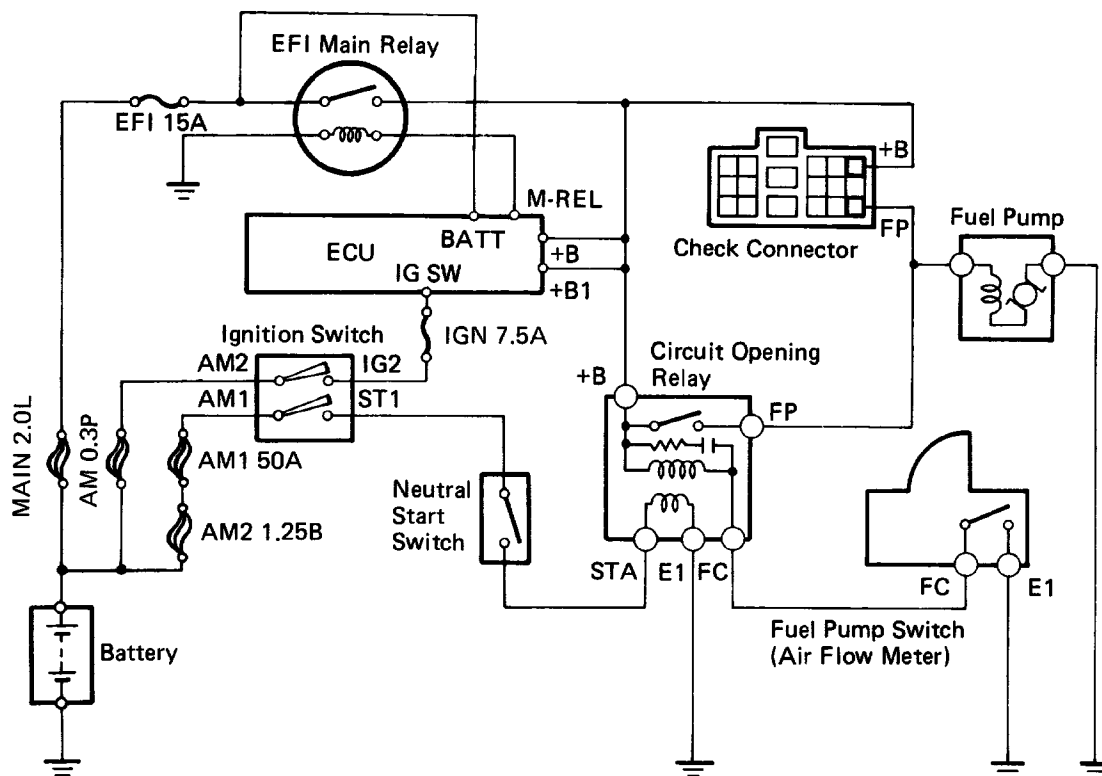 EFI Main Relay
EFI 15A
+B
M-REL
BATT
ECU
+B
IG SW
+B1
FP
Check Connector
Fuel Pump
Ignition Switch
IGN 7.5A
AM2
IG2
AM1
ST1
Circuit Opening
Relay
+B
FP
MAIN 2.0L
AM 0.3P
AM1 50A
AM2 1.25B
Neutral
Start
Switch
STA
E1
FC
FC
E1
Fuel Pump Switch
(Air Flow Meter)
Battery